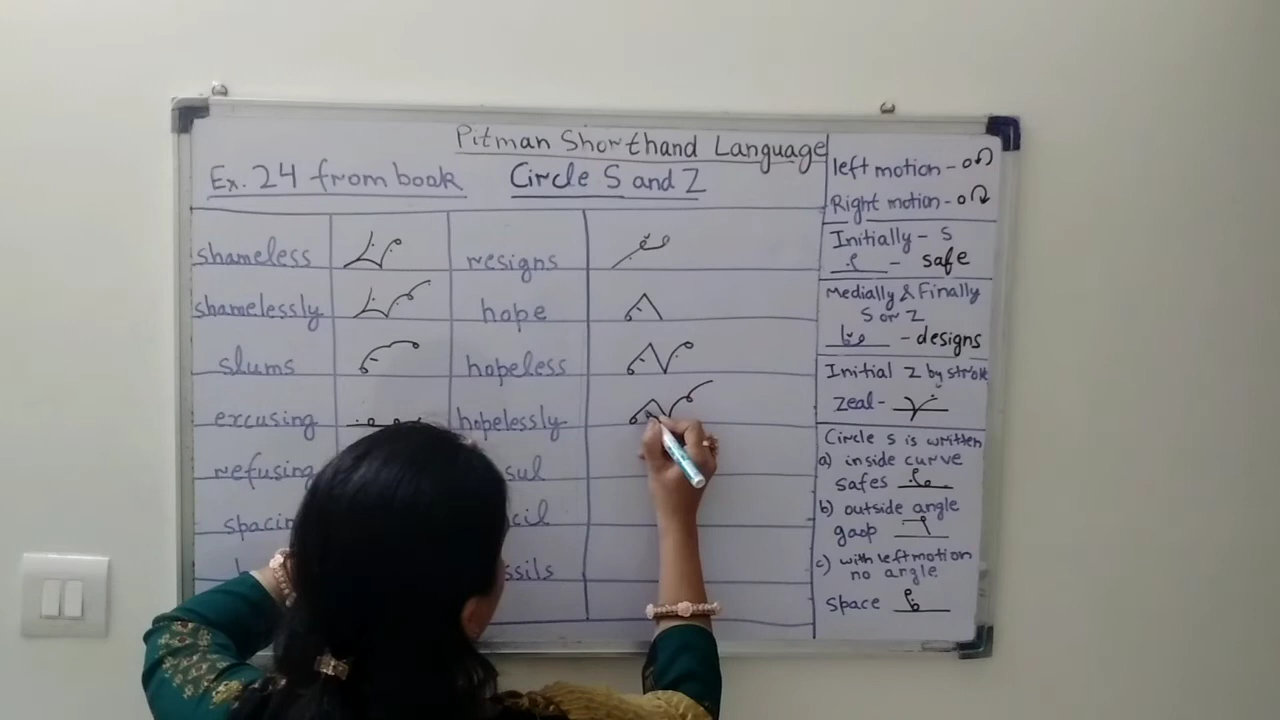 Pitman Shorthand Language
Ex. 24 from book Circle S and Z
shameless resigns
shamelessly hope
slums hopeless
excusing hopelessly
refusing sul
spacin cil
ssils
left motion -
Right motion -
Initially - S
- safe
Medially & Finally
S or Z
- designs
Initial Z by stroke
Zeal -
Circle S is written
a) inside curve
safes
b) outside angle
gasp
c) with left motion
no angle
space